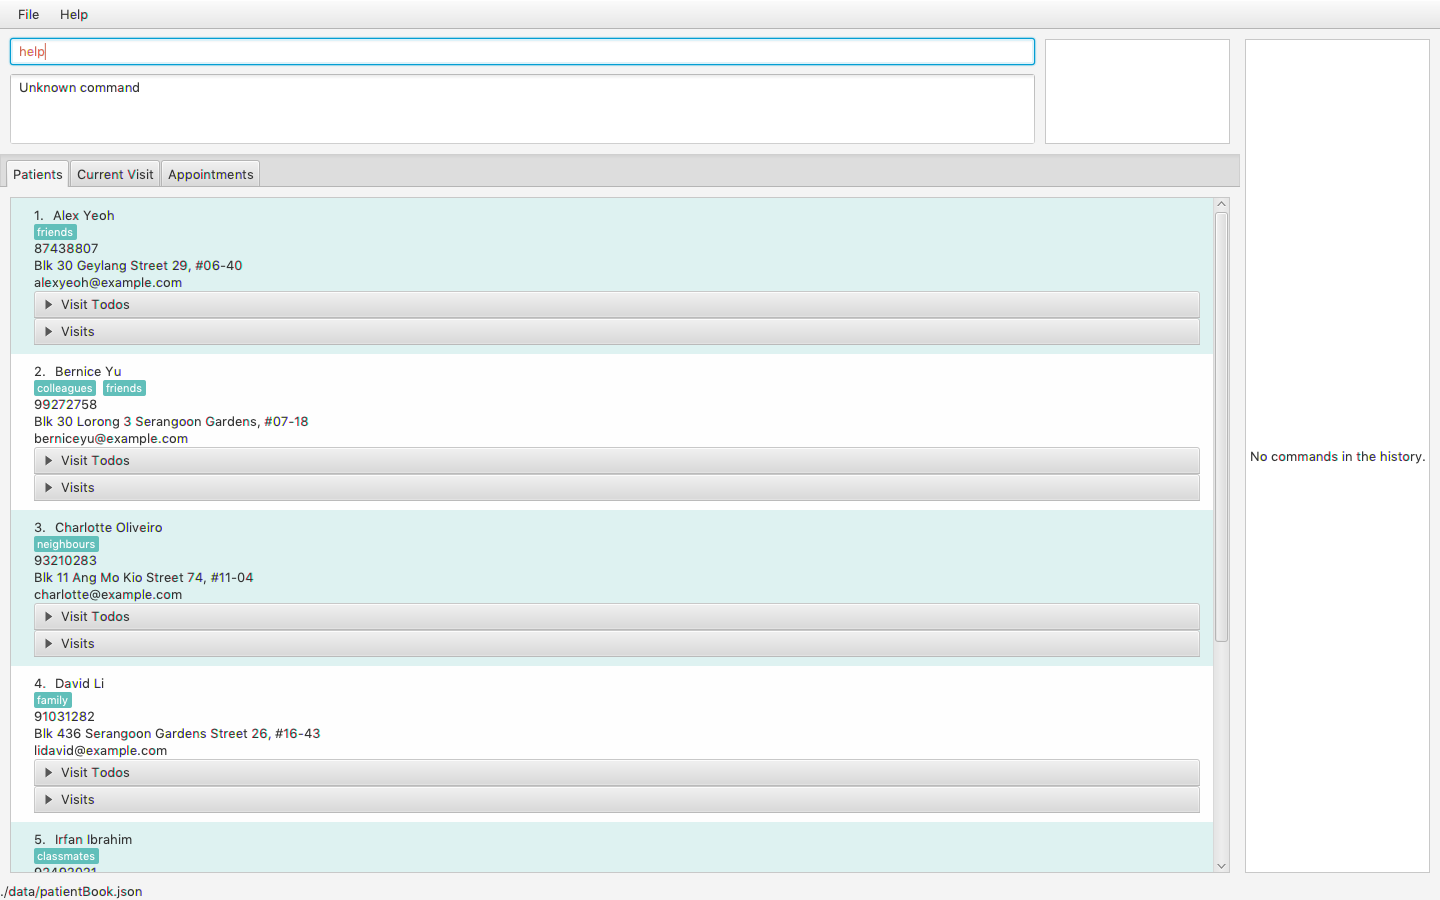 File Help
help
Unknown command
Patients Current Visit Appointments
1. Alex Yeoh
friends
87438807
Blk 30 Geylang Street 29, #06-40
alexyeoh@example.com
Visit Todos
Visits
2. Bernice Yu
colleagues friends
99272758
Blk 30 Lorong 3 Serangoon Gardens, #07-18
berniceyu@example.com
Visit Todos
Visits
3. Charlotte Oliveiro
neighbours
93210283
Blk 11 Ang Mo Kio Street 74, #11-04
charlotte@example.com
Visit Todos
Visits
4. David Li
family
91031282
Blk 436 Serangoon Gardens Street 26, #16-43
lidavid@example.com
Visit Todos
Visits
5. Irfan Ibrahim
classmates
No commands in the history.
./data/patientBook.json